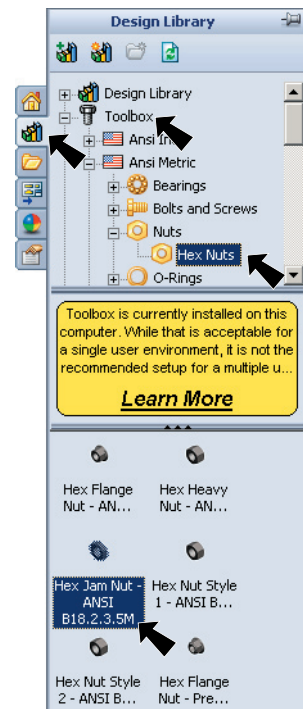 Design Library
Design Library
Toolbox
Ansi In
Ansi Metric
Bearings
Bolts and Screws
Nuts
Hex Nuts
O-Rings
Toolbox is currently installed on this
computer. While that is acceptable for
a single user environment, it is not the
recommended setup for a multiple u...
Learn More
Hex Flange Hex Heavy
Nut - AN... Nut - AN...
Hex Jam Nut - Hex Nut Style
ANSI 1 - ANSI B...
B18.2.3.5M
Hex Nut Style Hex Flange
2 - ANSI B... Nut - Pre...